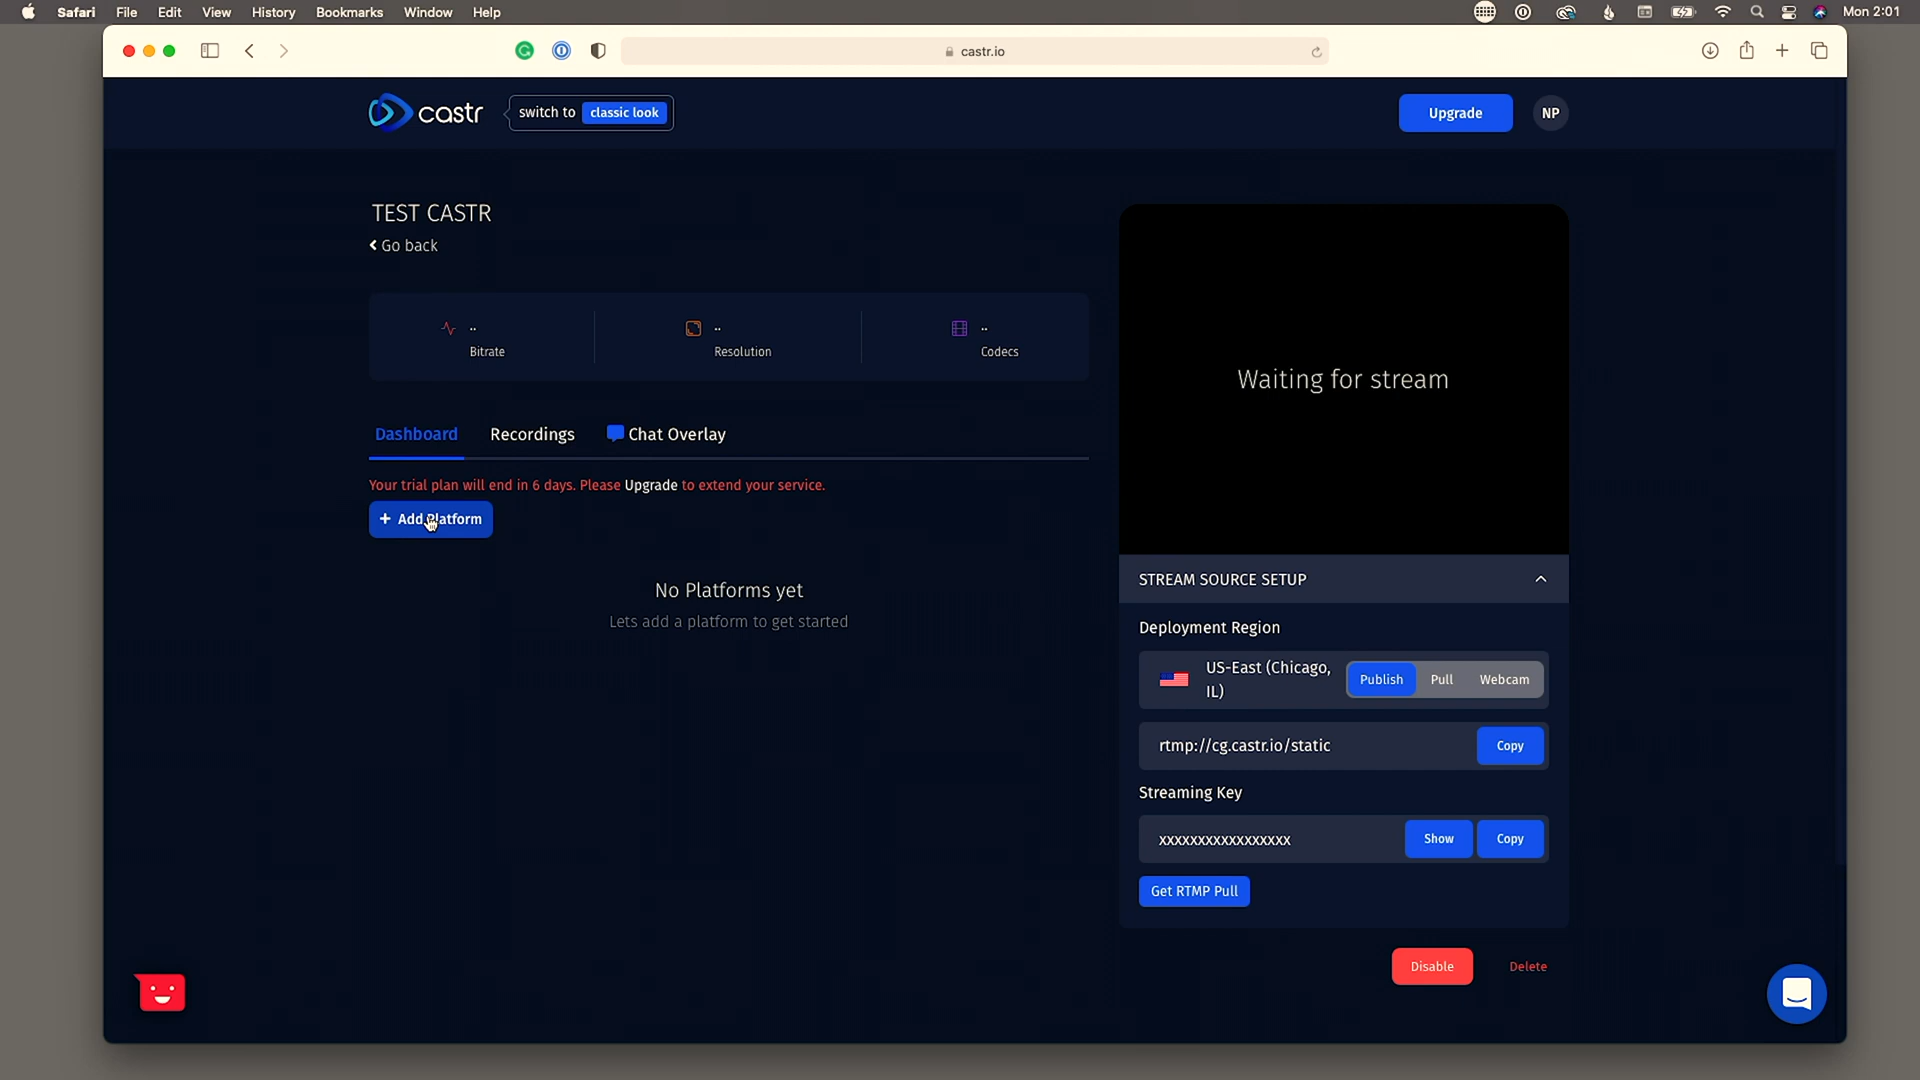 Safari File Edit View History Bookmarks Window Help Mon 2:01
castr.io
castr switch to classic look Upgrade NP
TEST CASTR
Go back
.. .. ..
Bitrate Resolution Codecs
Waiting for stream
Dashboard Recordings Chat Overlay
Your trial plan will end in 6 days. Please Upgrade to extend your service.
+ Add Platform
No Platforms yet
Lets add a platform to get started
STREAM SOURCE SETUP
Deployment Region
US-East (Chicago,
IL)
Publish Pull Webcam
rtmp://cg.castr.io/static Copy
Streaming Key
xxxxxxxxxxxxxxxxx Show Copy
Get RTMP Pull
Disable Delete